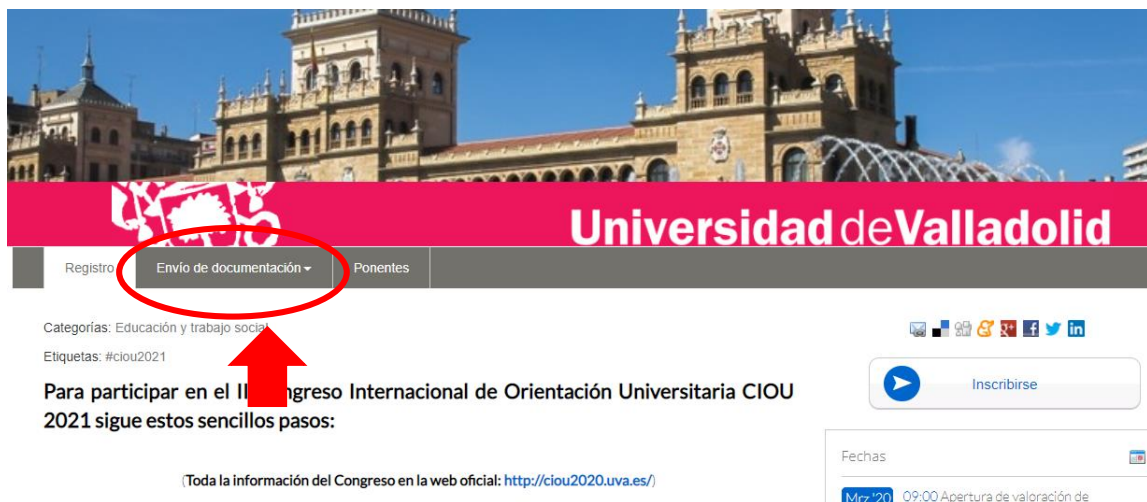 Universidad de Valladolid
Registro
Envío de documentación
Ponentes
Categorías: Educación y trabajo social
Etiquetas: #ciou2021
Para participar en el II ngreso Internacional de Orientación Universitaria CIOU
2021 sigue estos sencillos pasos:
(Toda la información del Congreso en la web oficial: http://ciou2020.uva.es/)
Inscribirse
Fechas
Mrz '20 09:00 Apertura de valoración de